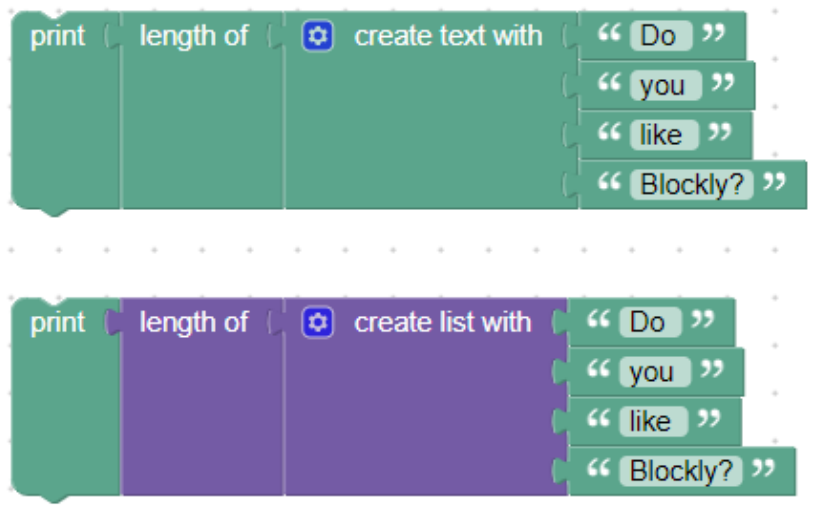 print length of create text with “ Do ”
“ you ”
“ like ”
“ Blockly? ”
print length of create list with “ Do ”
“ you ”
“ like ”
“ Blockly? ”